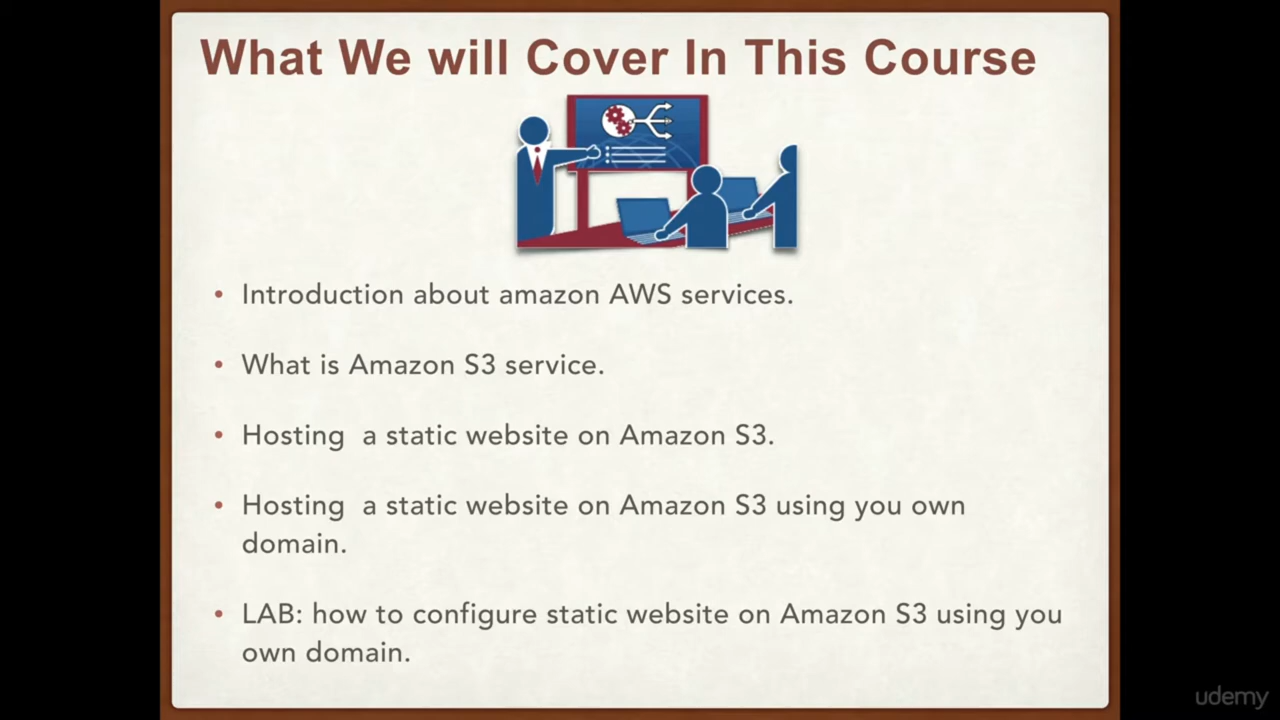 What We will Cover In This Course
• Introduction about amazon AWS services.
• What is Amazon S3 service.
• Hosting  a static website on Amazon S3.
• Hosting  a static website on Amazon S3 using you own
domain.
• LAB: how to configure static website on Amazon S3 using you
own domain.
udemy